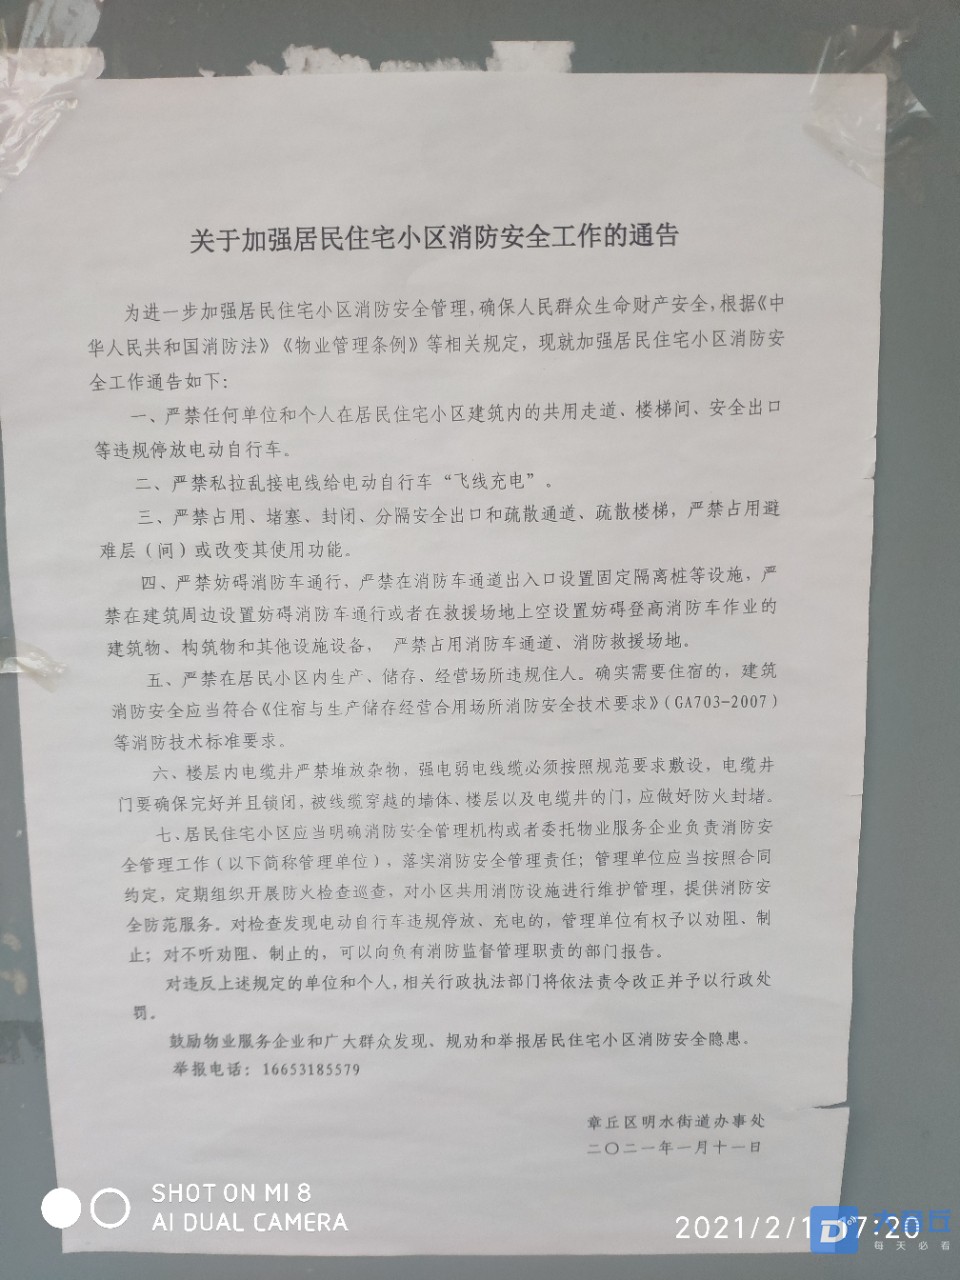 关于加强居民住宅小区消防安全工作的通告
为进一步加强居民住宅小区消防安全管理,确保人民群众生命财产安全,根据《中
华人民共和国消防法》《物业管理条例》等相关规定，现就加强居民住宅小区消防安
全工作通告如下：
一、严禁任何单位和个人在居民住宅小区建筑内的共用走道、楼梯间、安全出口
等违规停放电动自行车。
二、严禁私拉乱接电线给电动自行车“飞线充电”。
三、严禁占用、堵塞、封闭、分隔安全出口和疏散通道、疏散楼梯，严禁占用避
难层（间）或改变其使用功能。
四、严禁妨碍消防车通行，严禁在消防车通道出入口设置固定隔离桩等设施，严
禁在建筑周边设置妨碍消防车通行或者在救援场地上空设置妨碍登高消防车作业的
建筑物、构筑物和其他设施设备， 严禁占用消防车通道、消防救援场地。
五、严禁在居民小区内生产、储存、经营场所违规住人。确实需要住宿的，建筑
消防安全应当符合《住宿与生产储存经营合用场所消防安全技术要求》(GA703-2007)
等消防技术标准要求。
六、楼层内电缆井严禁堆放杂物，强电弱电线缆必须按照规范要求敷设，电缆井
门要确保完好并且锁闭，被线缆穿越的墙体、楼层以及电缆井的门，应做好防火封堵。
七、居民住宅小区应当明确消防安全管理机构或者委托物业服务企业负责消防安
全管理工作（以下简称管理单位），落实消防安全管理责任；管理单位应当按照合同
约定，定期组织开展防火检查巡查，对小区共用消防设施进行维护管理，提供消防安
全防范服务。对检查发现电动自行车违规停放、充电的，管理单位有权予以劝阻、制
止；对不听劝阻、制止的，可以向负有消防监督管理职责的部门报告。
对违反上述规定的单位和个人,相关行政执法部门将依法责令改正并予以行政处
罚。
鼓励物业服务企业和广大群众发现、规劝和举报居民住宅小区消防安全隐患。
举报电话：16653185579
章丘区明水街道办事处
二〇二一年一月十一日
SHOT ON MI 8
AI DUAL CAMERA
2021/2/1 17:20
大章丘
每天必看